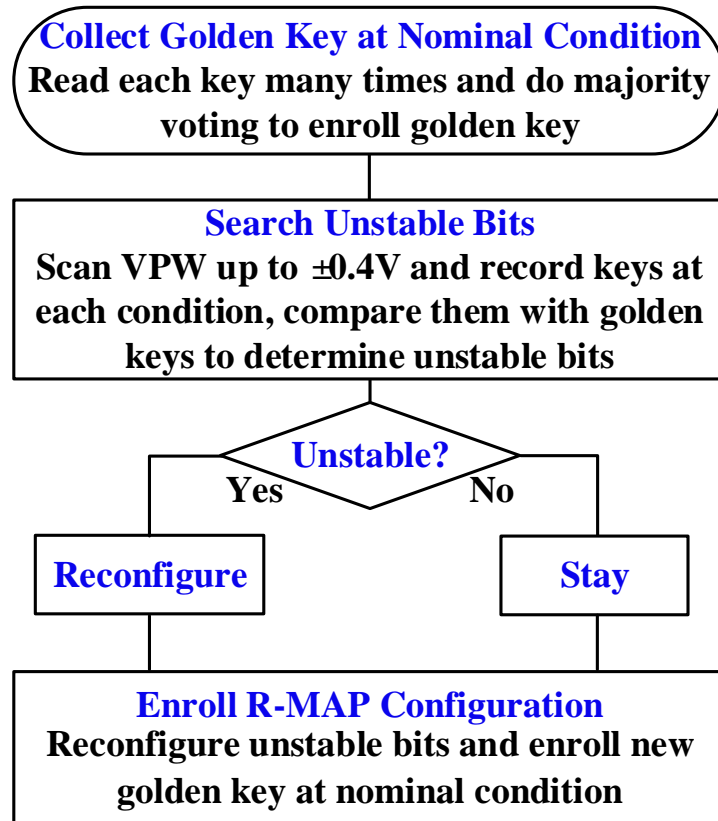 Collect Golden Key at Nominal Condition
Read each key many times and do majority
voting to enroll golden key
Search Unstable Bits
Scan VPW up to ±0.4V and record keys at
each condition, compare them with golden
keys to determine unstable bits
Unstable?
Yes
No
Reconfigure
Stay
Enroll R-MAP Configuration
Reconfigure unstable bits and enroll new
golden key at nominal condition